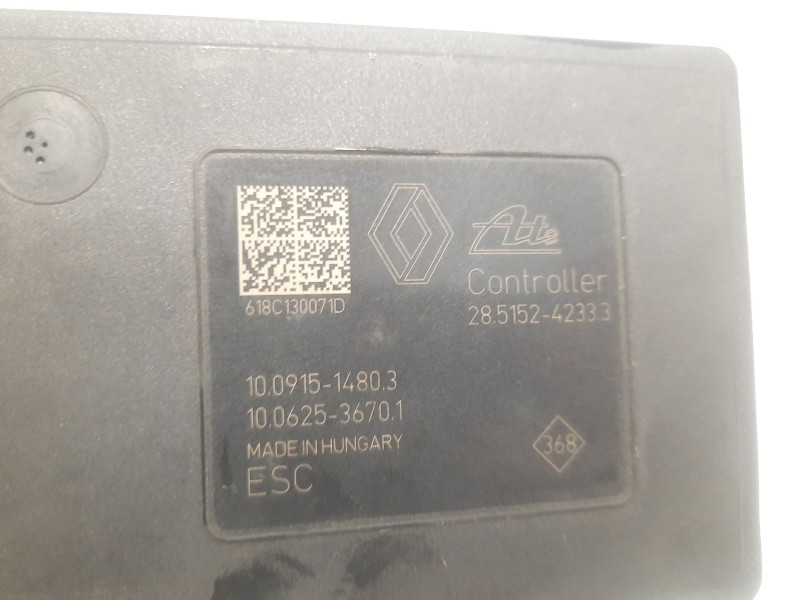 Ate
Controller
28.5152-4233.3
618C130071D
10.0915-1480.3
10.0625-3670.1
MADE IN HUNGARY
ESC
368